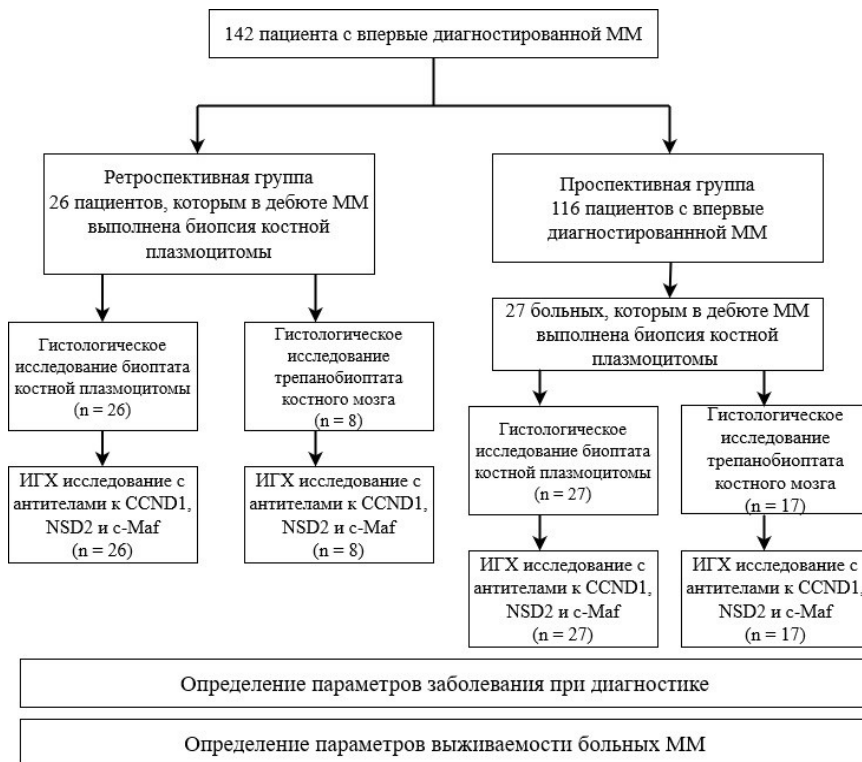 142 пациента с впервые диагностированной ММ
Ретроспективная группа
26 пациентов, которым в дебюте ММ
выполнена биопсия костной
плазмоцитомы
Проспективная группа
116 пациентов с впервые
диагностированнной ММ
27 больных, которым в дебюте ММ
выполнена биопсия костной
плазмоцитомы
Гистологическое
исследование биоптата
костной плазмоцитомы
(n = 26)
Гистологическое
исследование
трепанобиоптата
костного мозга
(n = 8)
Гистологическое
исследование биоптата
костной плазмоцитомы
(n = 27)
Гистологическое
исследование
трепанобиоптата
костного мозга
(n = 17)
ИГХ исследование с
антителами к CCND1,
NSD2 и c-Maf
(n = 26)
ИГХ исследование с
антителами к CCND1,
NSD2 и c-Maf
(n = 8)
ИГХ исследование с
антителами к CCND1,
NSD2 и c-Maf
(n = 27)
ИГХ исследование с
антителами к CCND1,
NSD2 и c-Maf
(n = 17)
Определение параметров заболевания при диагностике
Определение параметров выживаемости больных ММ